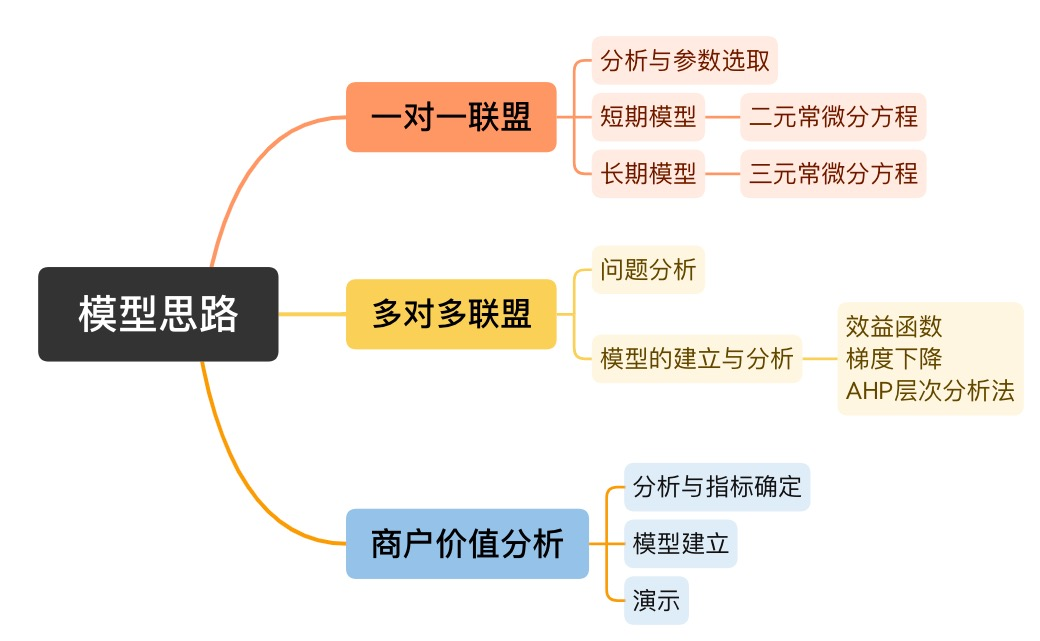 模型思路
一对一联盟
分析与参数选取
短期模型
二元常微分方程
长期模型
三元常微分方程
多对多联盟
问题分析
模型的建立与分析
效益函数
梯度下降
AHP层次分析法
商户价值分析
分析与指标确定
模型建立
演示